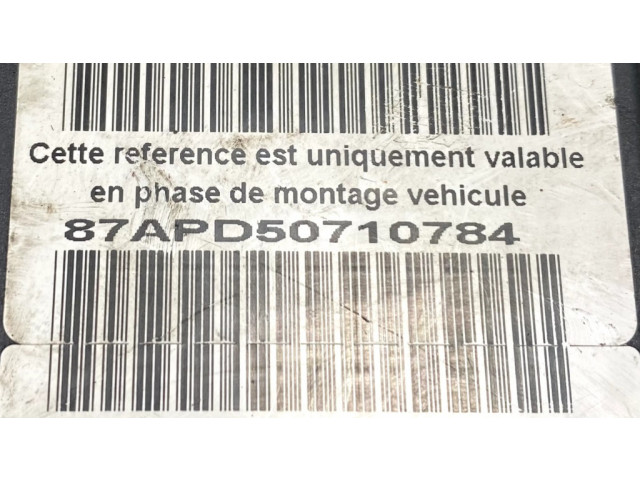 Cette reference est uniquement valable
en phase de montage vehicule
87APD50710784